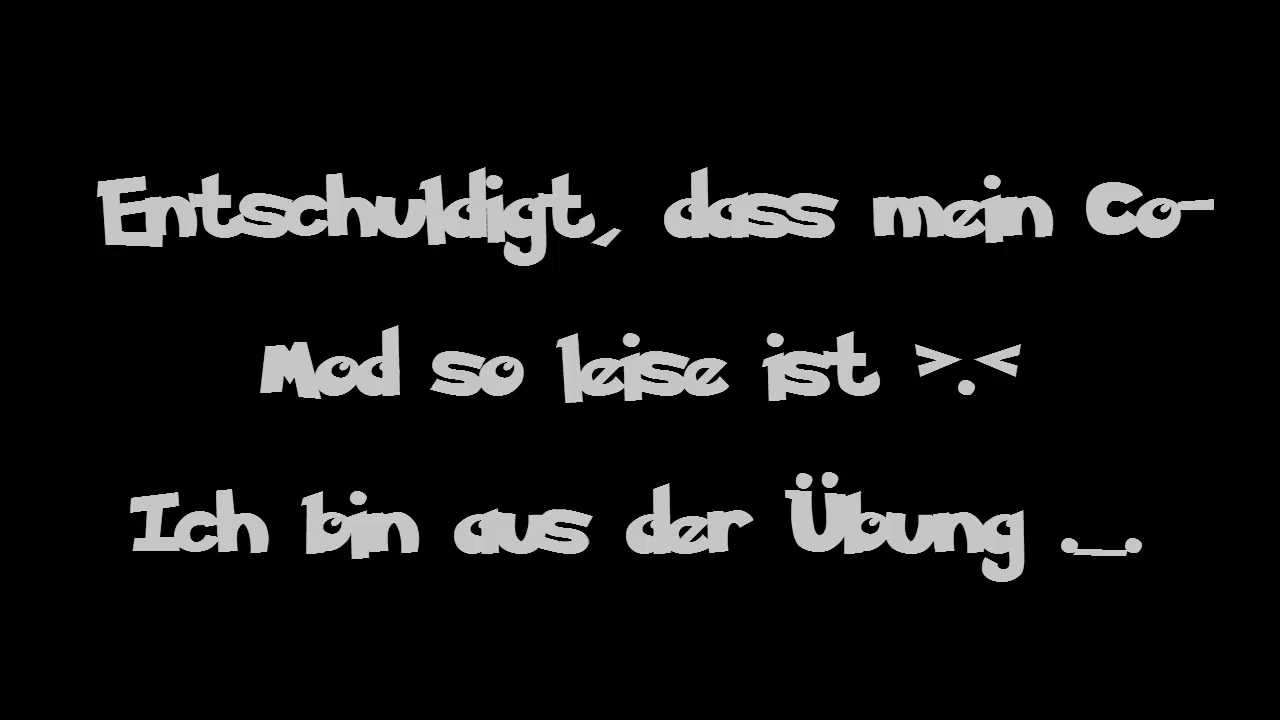 Entschuldigt, dass mein Co-
Mod so leise ist >.<
Ich bin aus der Übung ._.